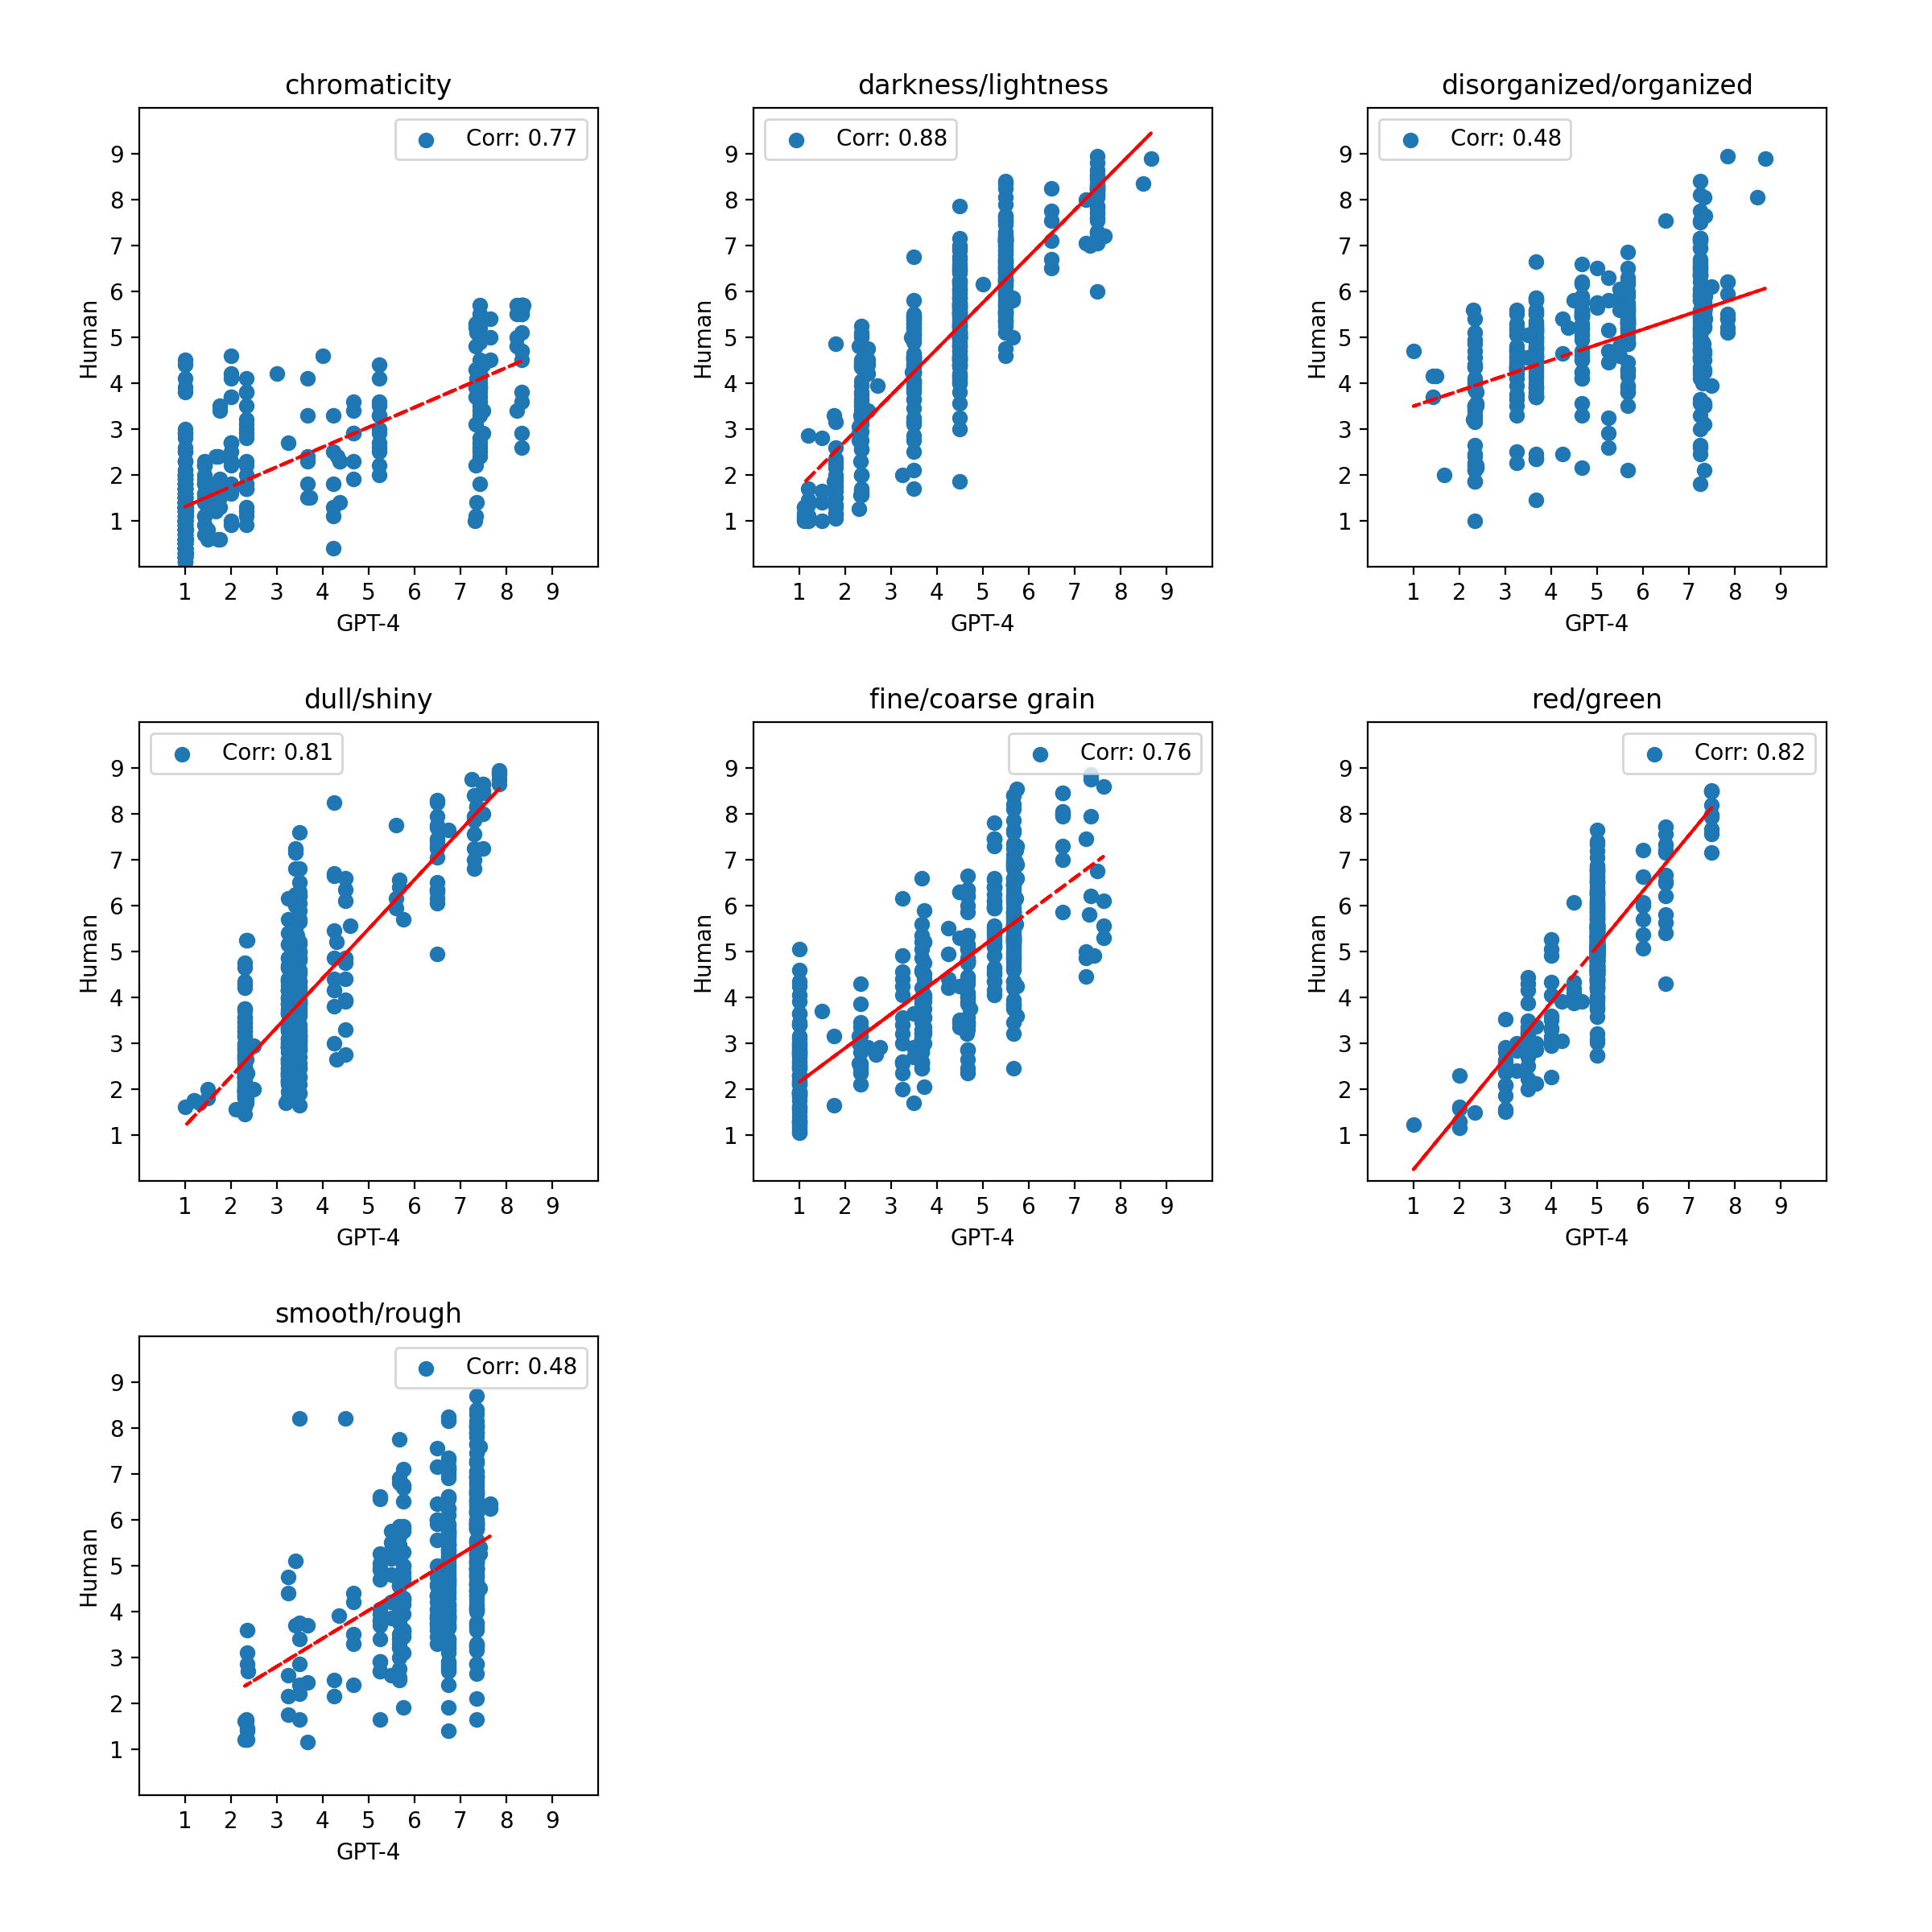 chromaticity
Corr: 0.77
9
8
7
6
5
4
3
2
1
Human
1 2 3 4 5 6 7 8 9
GPT-4
darkness/lightness
Corr: 0.88
9
8
7
6
5
4
3
2
1
Human
1 2 3 4 5 6 7 8 9
GPT-4
disorganized/organized
Corr: 0.48
9
8
7
6
5
4
3
2
1
Human
1 2 3 4 5 6 7 8 9
GPT-4
dull/shiny
Corr: 0.81
9
8
7
6
5
4
3
2
1
Human
1 2 3 4 5 6 7 8 9
GPT-4
fine/coarse grain
Corr: 0.76
9
8
7
6
5
4
3
2
1
Human
1 2 3 4 5 6 7 8 9
GPT-4
red/green
Corr: 0.82
9
8
7
6
5
4
3
2
1
Human
1 2 3 4 5 6 7 8 9
GPT-4
smooth/rough
Corr: 0.48
9
8
7
6
5
4
3
2
1
Human
1 2 3 4 5 6 7 8 9
GPT-4